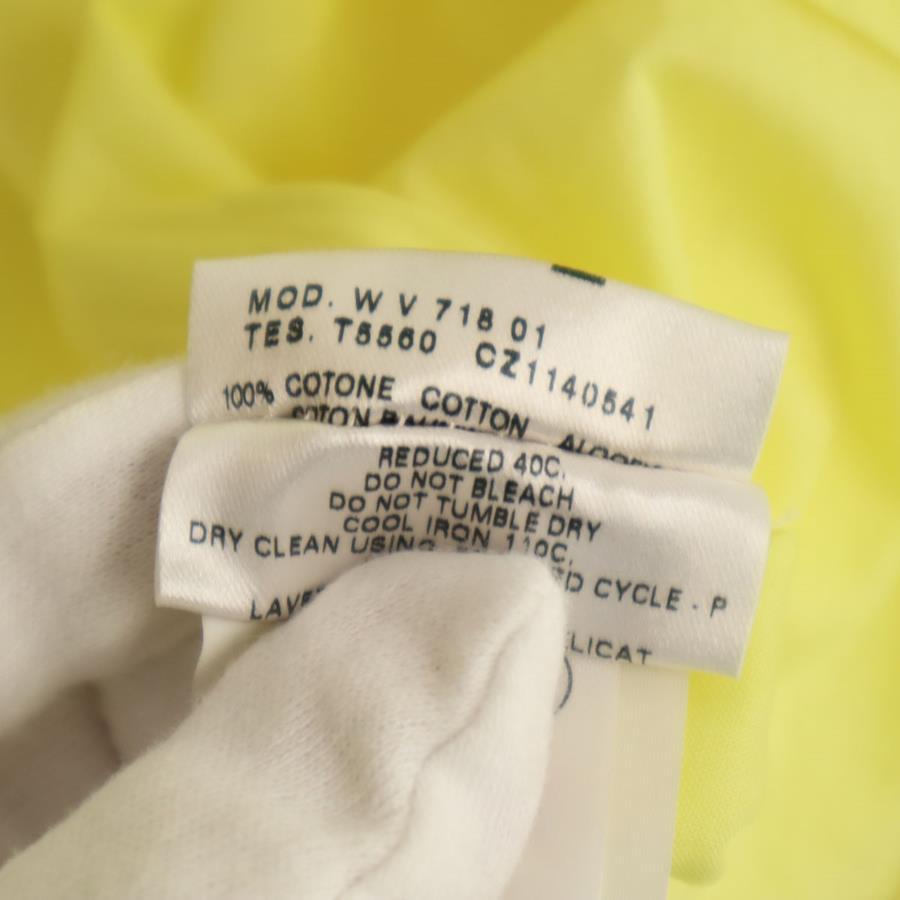 MOD. W V 718 01
TES. T5560 CZ1140541
100% COTONE COTTON
REDUCED 40C.
DO NOT BLEACH
DO NOT TUMBLE DRY
COOL IRON 110C.
DRY CLEAN USING CYCLE - P